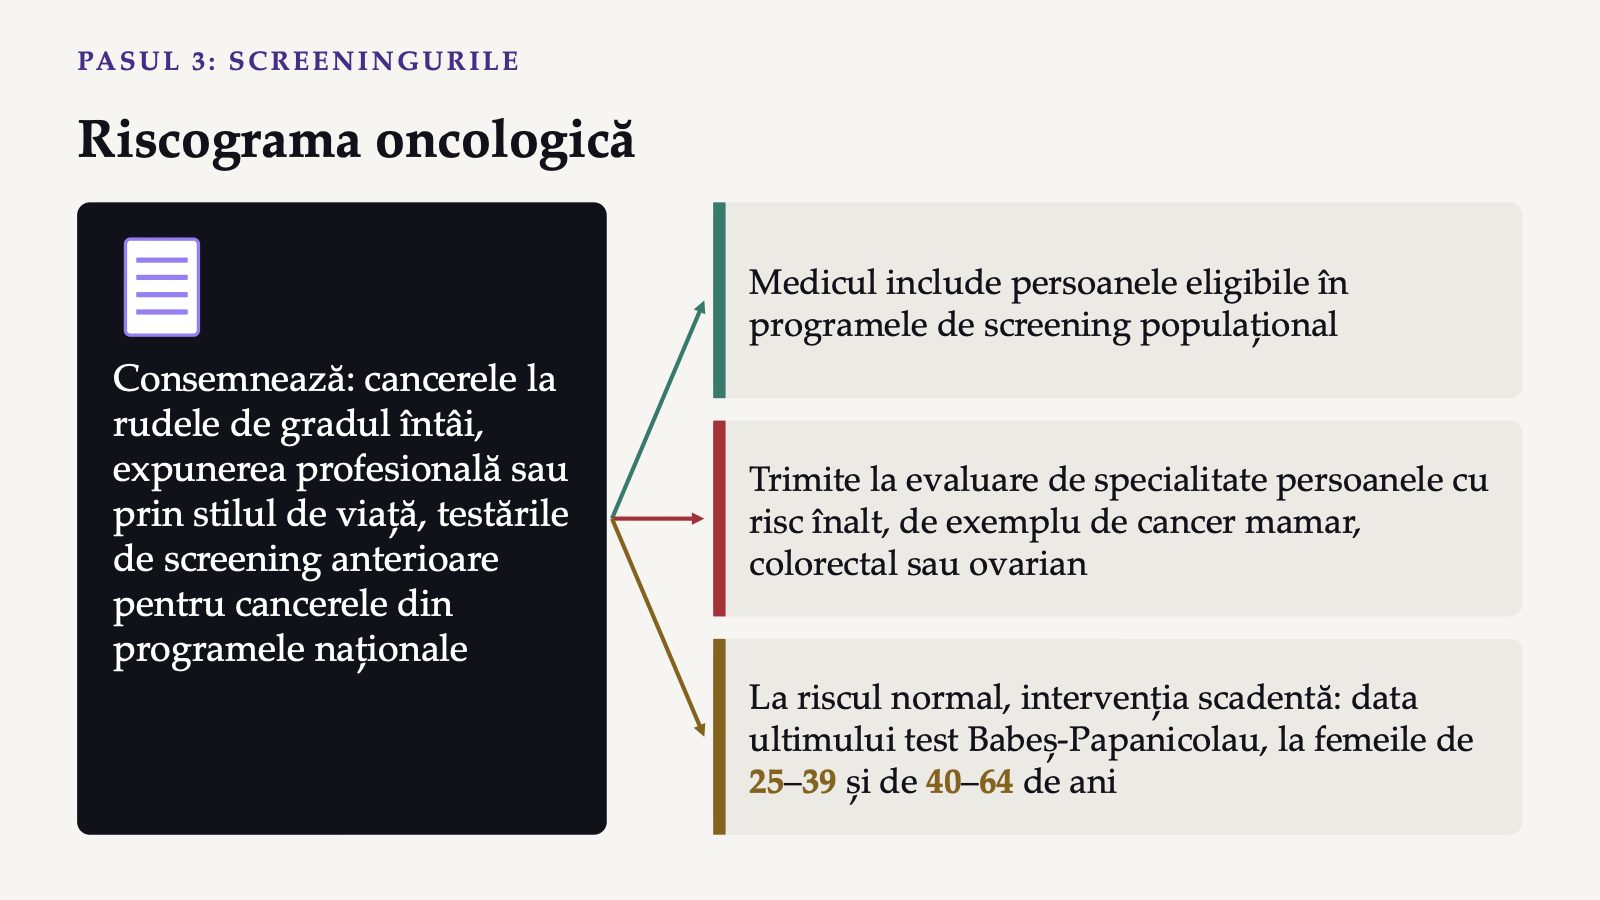 PASUL 3: SCREENINGURILE
Riscograma oncologică
Consemnează: cancerele la
rudele de gradul întâi,
expunerea profesională sau
prin stilul de viață, testările
de screening anterioare
pentru cancerele din
programele naționale
Medicul include persoanele eligibile în
programele de screening populațional
Trimite la evaluare de specialitate persoanele cu
risc înalt, de exemplu de cancer mamar,
colorectal sau ovarian
La riscul normal, intervenția scadentă: data
ultimului test Babeș-Papanicolau, la femeile de
25–39 și de 40–64 de ani